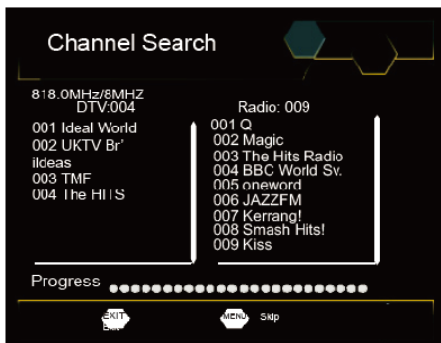 Channel Search
818.0MHz/8MHZ
DTV:004
001 Ideal World
002 UKTV Br'
ildeas
003 TMF
004 The HITS
Radio: 009
001 Q
002 Magic
003 The Hits Radio
004 BBC World Sv.
005 oneword
006 JAZZFM
007 Kerrang!
008 Smash Hits!
009 Kiss
Progress
EXIT
Exit
MENU Skip